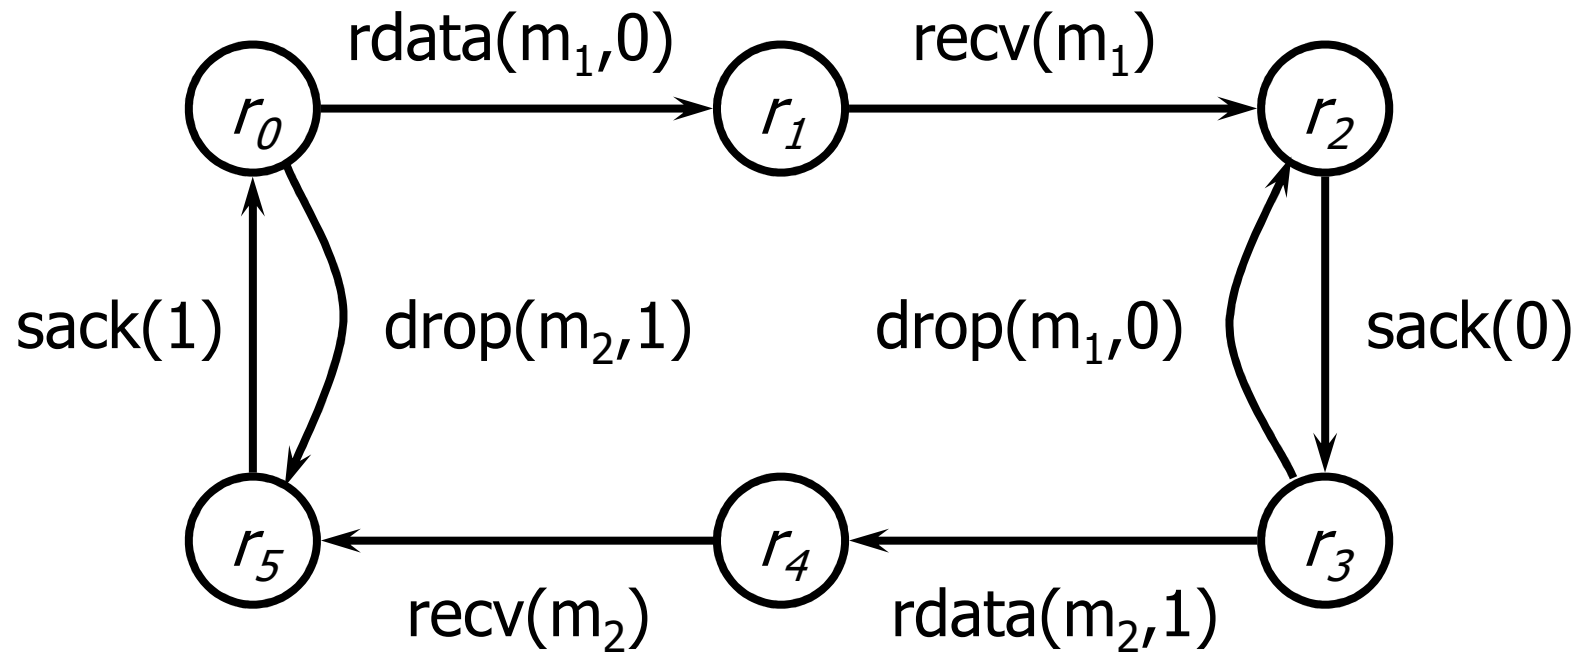 rdata(m₁,0)
recv(m₁)
r₀
r₁
r₂
sack(1)
drop(m₂,1)
drop(m₁,0)
sack(0)
r₅
r₄
r₃
recv(m₂)
rdata(m₂,1)